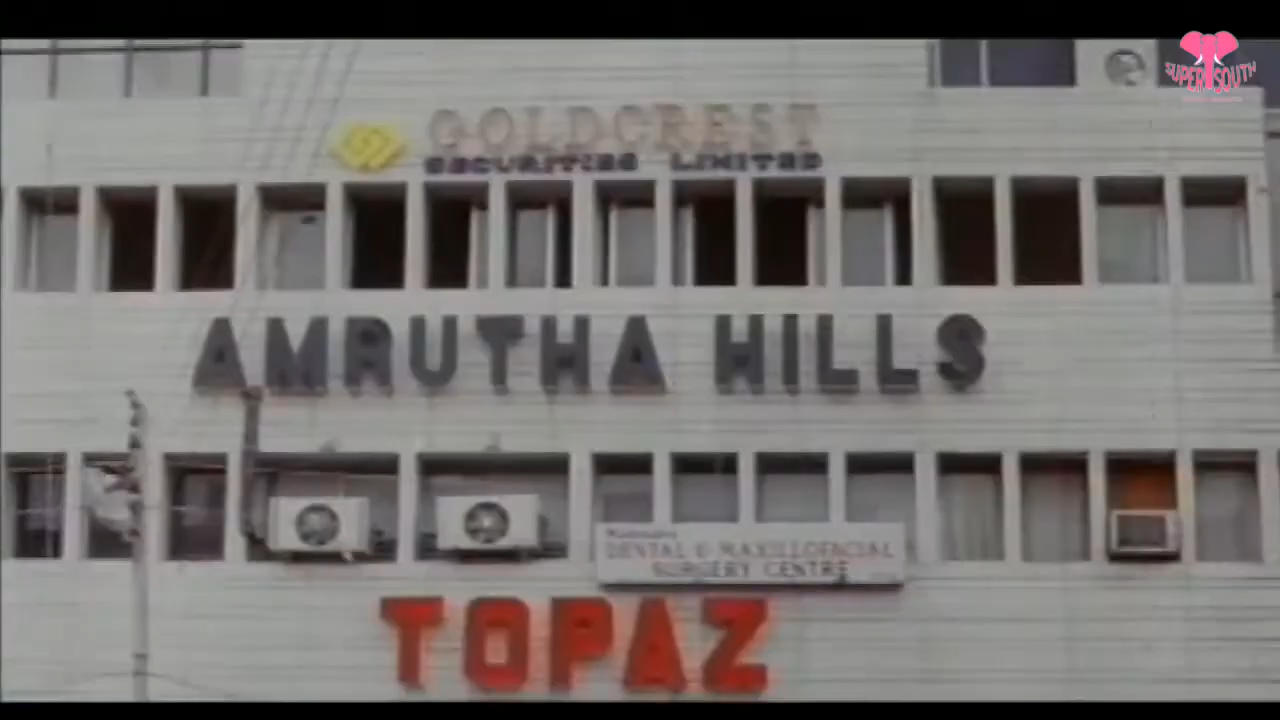 SUPER SOUTH
GOLDCREST
SECURITIES LIMITED
AMRUTHA HILLS
DENTAL & MAXILLOFACIAL
SURGERY CENTRE
TOPAZ